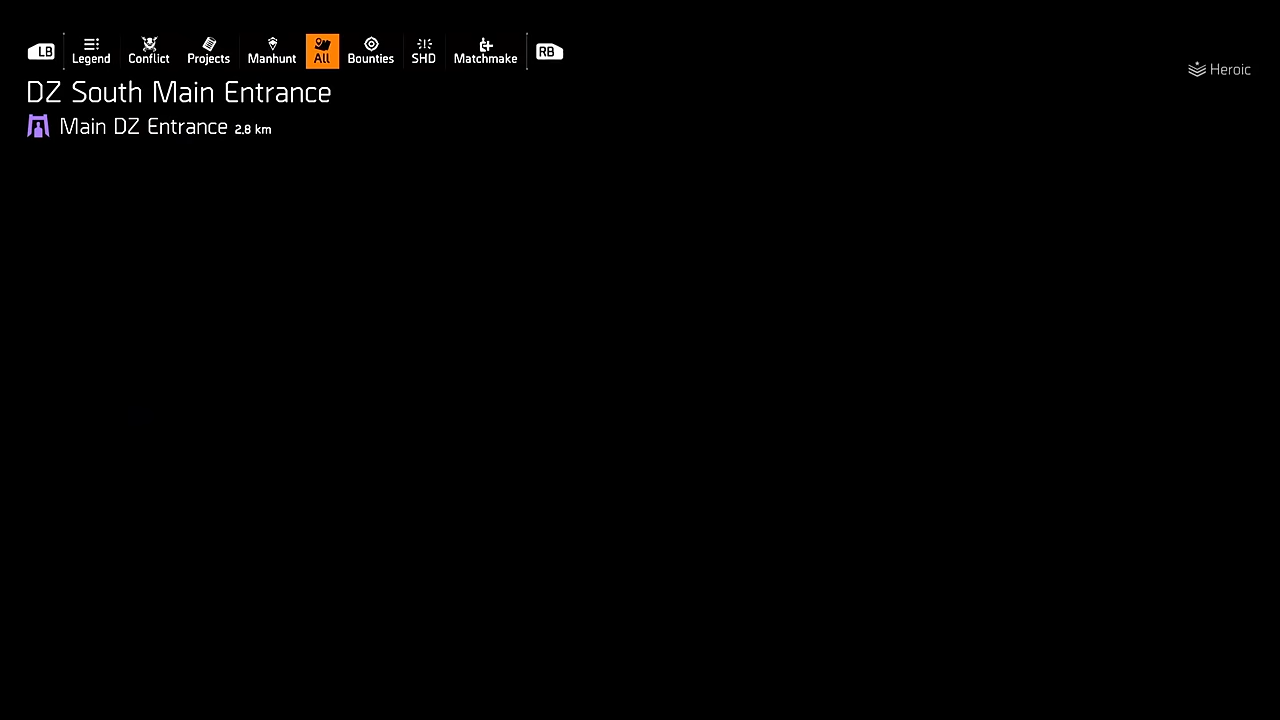 LB Legend Conflict Projects Manhunt All Bounties SHD Matchmake RB
Heroic
DZ South Main Entrance
Main DZ Entrance 2.8 km